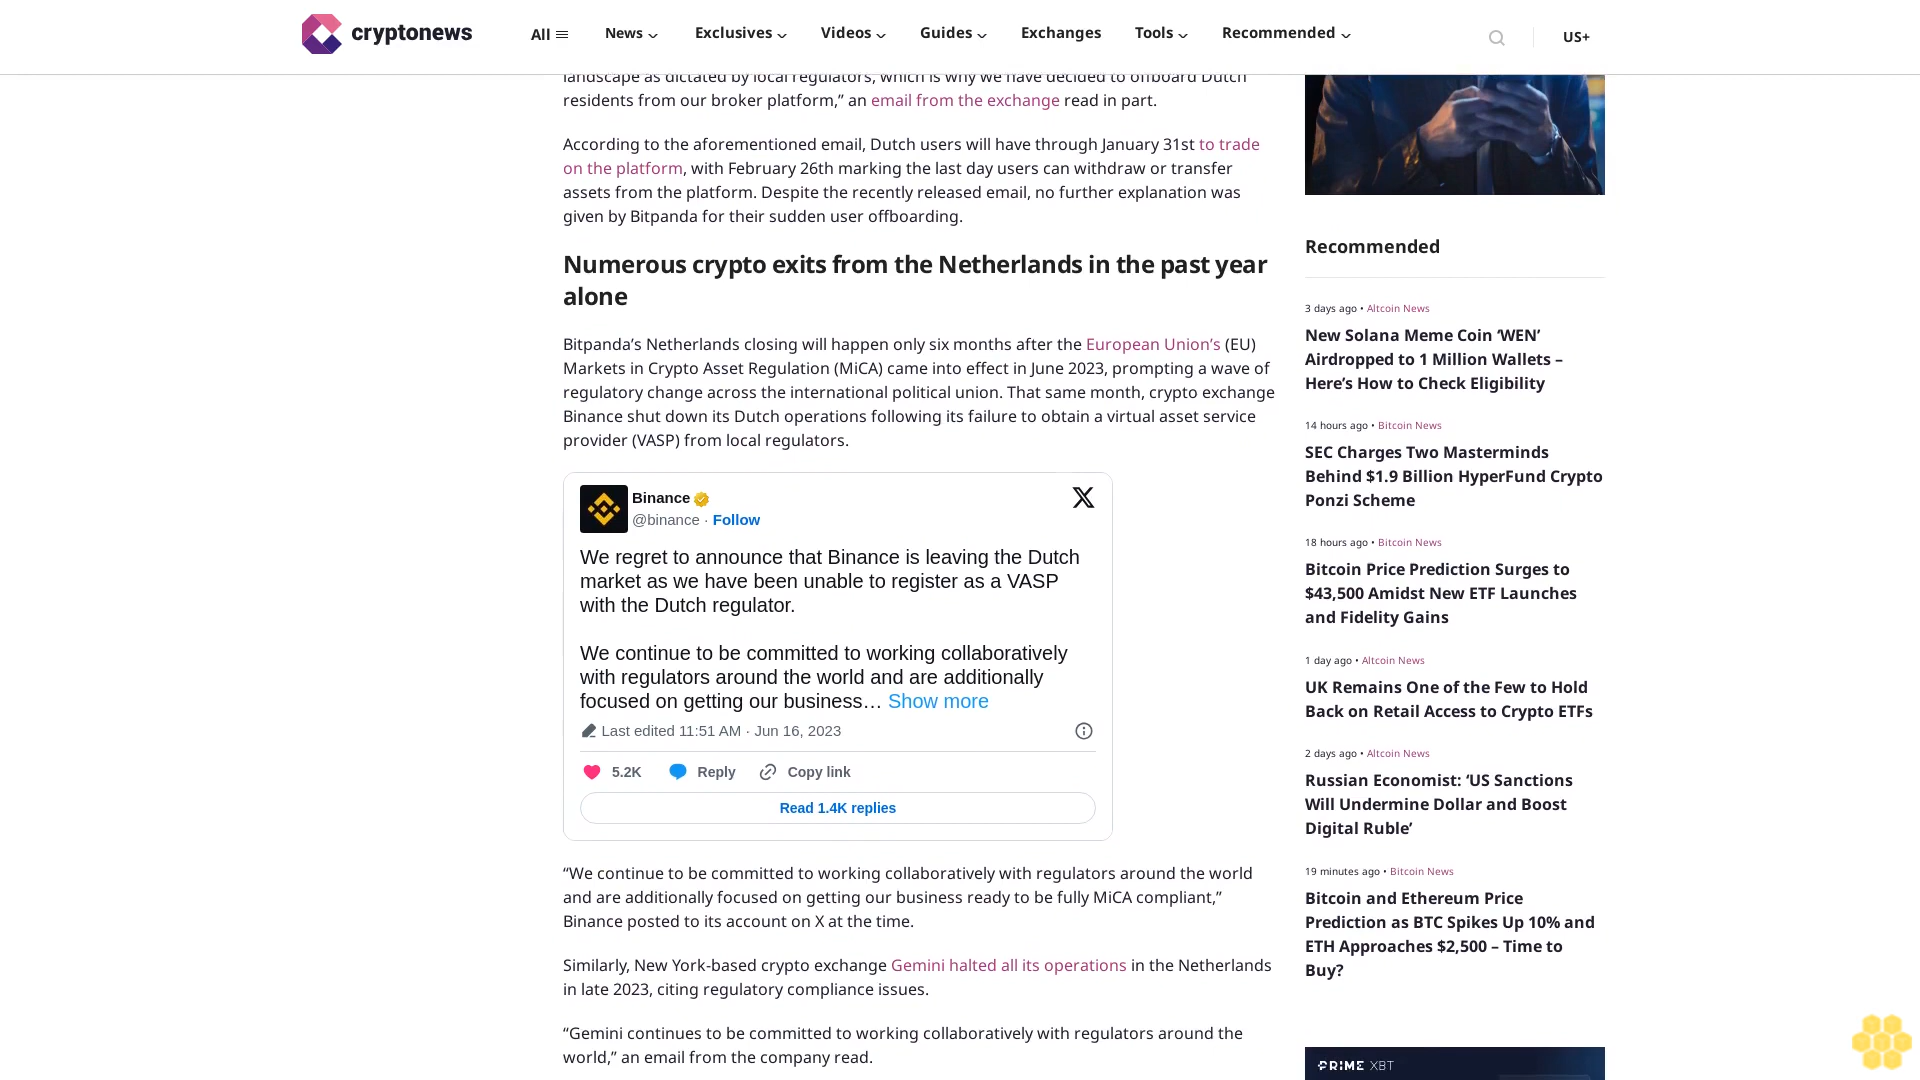 cryptonews
All
News
Exclusives
Videos
Guides
Exchanges
Tools
Recommended
US+
landscape as dictated by local regulators, which is why we have decided to offboard Dutch
residents from our broker platform,” an email from the exchange read in part.
According to the aforementioned email, Dutch users will have through January 31st to trade
on the platform, with February 26th marking the last day users can withdraw or transfer
assets from the platform. Despite the recently released email, no further explanation was
given by Bitpanda for their sudden user offboarding.
Numerous crypto exits from the Netherlands in the past year
alone
Bitpanda’s Netherlands closing will happen only six months after the European Union’s (EU)
Markets in Crypto Asset Regulation (MiCA) came into effect in June 2023, prompting a wave of
regulatory change across the international political union. That same month, crypto exchange
Binance shut down its Dutch operations following its failure to obtain a virtual asset service
provider (VASP) from local regulators.
Binance
@binance · Follow
We regret to announce that Binance is leaving the Dutch
market as we have been unable to register as a VASP
with the Dutch regulator.
We continue to be committed to working collaboratively
with regulators around the world and are additionally
focused on getting our business… Show more
Last edited 11:51 AM · Jun 16, 2023
5.2K
Reply
Copy link
Read 1.4K replies
“We continue to be committed to working collaboratively with regulators around the world
and are additionally focused on getting our business ready to be fully MiCA compliant,”
Binance posted to its account on X at the time.
Similarly, New York-based crypto exchange Gemini halted all its operations in the Netherlands
in late 2023, citing regulatory compliance issues.
“Gemini continues to be committed to working collaboratively with regulators around the
world,” an email from the company read.
Recommended
3 days ago • Altcoin News
New Solana Meme Coin ‘WEN’
Airdropped to 1 Million Wallets –
Here’s How to Check Eligibility
14 hours ago • Bitcoin News
SEC Charges Two Masterminds
Behind $1.9 Billion HyperFund Crypto
Ponzi Scheme
18 hours ago • Bitcoin News
Bitcoin Price Prediction Surges to
$43,500 Amidst New ETF Launches
and Fidelity Gains
1 day ago • Altcoin News
UK Remains One of the Few to Hold
Back on Retail Access to Crypto ETFs
2 days ago • Altcoin News
Russian Economist: ‘US Sanctions
Will Undermine Dollar and Boost
Digital Ruble’
19 minutes ago • Bitcoin News
Bitcoin and Ethereum Price
Prediction as BTC Spikes Up 10% and
ETH Approaches $2,500 – Time to
Buy?
PRIME XBT